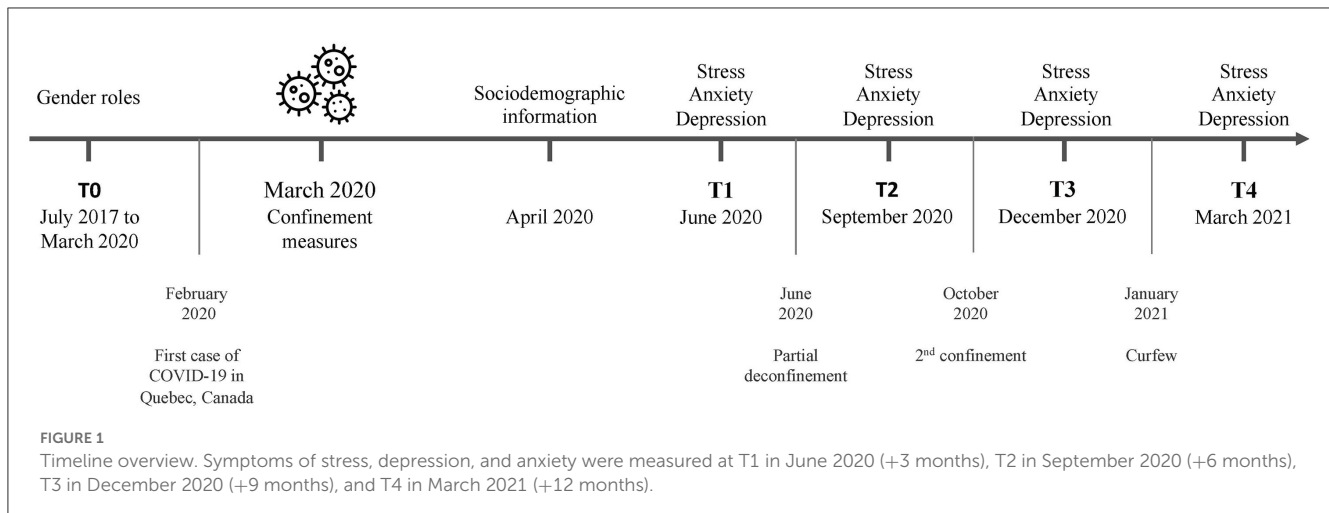 Gender roles
Sociodemographic
information
Stress
Anxiety
Depression
Stress
Anxiety
Depression
Stress
Anxiety
Depression
Stress
Anxiety
Depression
T0
July 2017 to
March 2020
March 2020
Confinement
measures
April 2020
T1
June 2020
T2
September 2020
T3
December 2020
T4
March 2021
February
2020
First case of
COVID-19 in
Quebec, Canada
June
2020
Partial
deconfinement
October
2020
2nd confinement
January
2021
Curfew
FIGURE 1
Timeline overview. Symptoms of stress, depression, and anxiety were measured at T1 in June 2020 (+3 months), T2 in September 2020 (+6 months),
T3 in December 2020 (+9 months), and T4 in March 2021 (+12 months).